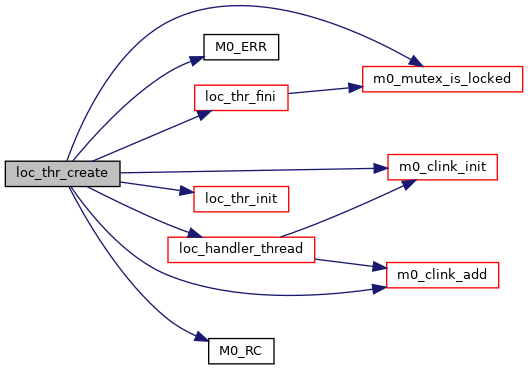 M0_ERR
m0_mutex_is_locked
loc_thr_fini
loc_thr_create
m0_clink_init
loc_thr_init
loc_handler_thread
m0_clink_add
M0_RC